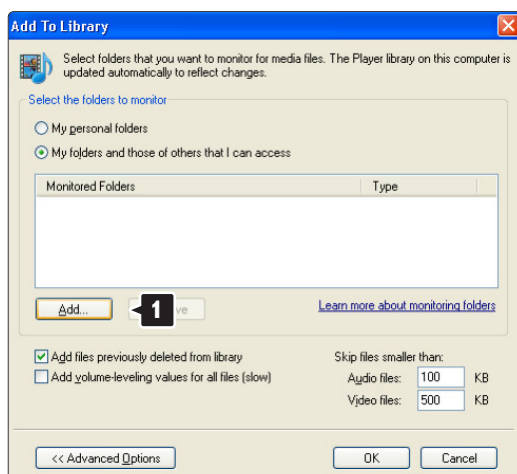 Add To Library
Select folders that you want to monitor for media files. The Player library on this computer is
updated automatically to reflect changes.
Select the folders to monitor
My personal folders
My folders and those of others that I can access
Monitored Folders Type
Add... 1
Learn more about monitoring folders
Add files previously deleted from library
Add volume-leveling values for all files (slow)
Skip files smaller than:
Audio files: 100 KB
Video files: 500 KB
<< Advanced Options OK Cancel